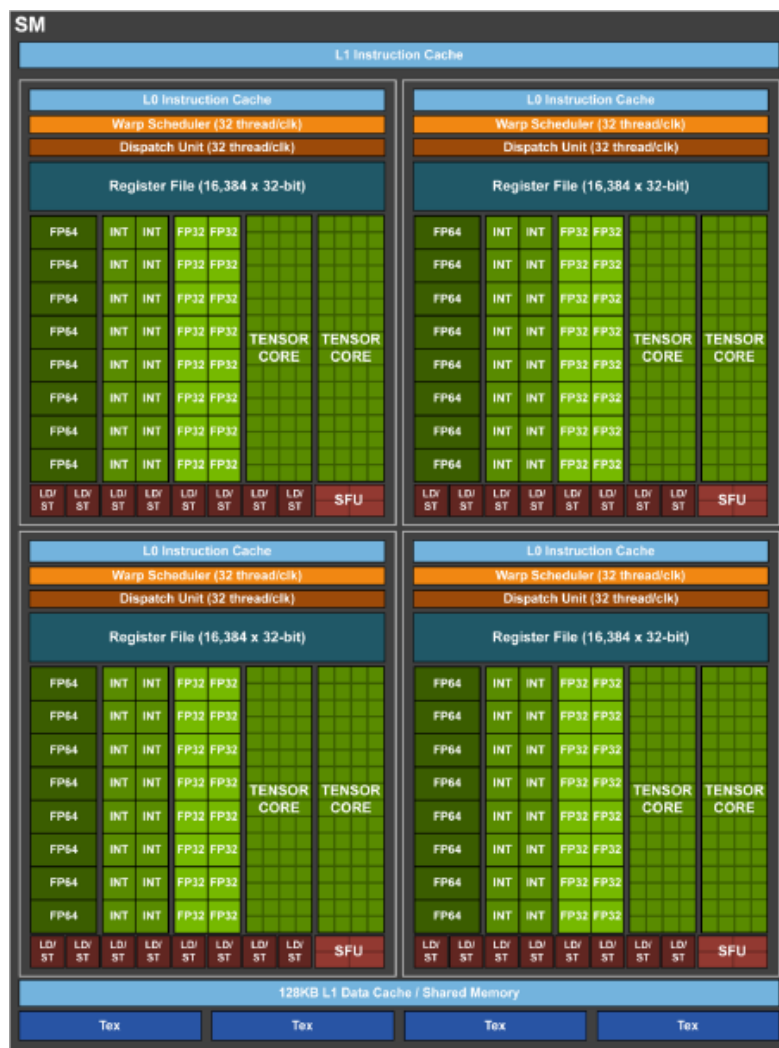 SM
L1 Instruction Cache
L0 Instruction Cache L0 Instruction Cache
Warp Scheduler (32 thread/clk) Warp Scheduler (32 thread/clk)
Dispatch Unit (32 thread/clk) Dispatch Unit (32 thread/clk)
Register File (16,384 x 32-bit) Register File (16,384 x 32-bit)
FP64 INT INT FP32 FP32 FP64 INT INT FP32 FP32
FP64 INT INT FP32 FP32 FP64 INT INT FP32 FP32
FP64 INT INT FP32 FP32 FP64 INT INT FP32 FP32
FP64 INT INT FP32 FP32 TENSOR TENSOR FP64 INT INT FP32 FP32 TENSOR TENSOR
FP64 INT INT FP32 FP32 CORE CORE FP64 INT INT FP32 FP32 CORE CORE
FP64 INT INT FP32 FP32 FP64 INT INT FP32 FP32
FP64 INT INT FP32 FP32 FP64 INT INT FP32 FP32
FP64 INT INT FP32 FP32 FP64 INT INT FP32 FP32
LD/ LD/ LD/ LD/ LD/ LD/ LD/ LD/ SFU LD/ LD/ LD/ LD/ LD/ LD/ LD/ LD/ SFU
ST ST ST ST ST ST ST ST ST ST ST ST ST ST ST ST
L0 Instruction Cache L0 Instruction Cache
Warp Scheduler (32 thread/clk) Warp Scheduler (32 thread/clk)
Dispatch Unit (32 thread/clk) Dispatch Unit (32 thread/clk)
Register File (16,384 x 32-bit) Register File (16,384 x 32-bit)
FP64 INT INT FP32 FP32 FP64 INT INT FP32 FP32
FP64 INT INT FP32 FP32 FP64 INT INT FP32 FP32
FP64 INT INT FP32 FP32 FP64 INT INT FP32 FP32
FP64 INT INT FP32 FP32 TENSOR TENSOR FP64 INT INT FP32 FP32 TENSOR TENSOR
FP64 INT INT FP32 FP32 CORE CORE FP64 INT INT FP32 FP32 CORE CORE
FP64 INT INT FP32 FP32 FP64 INT INT FP32 FP32
FP64 INT INT FP32 FP32 FP64 INT INT FP32 FP32
FP64 INT INT FP32 FP32 FP64 INT INT FP32 FP32
LD/ LD/ LD/ LD/ LD/ LD/ LD/ LD/ SFU LD/ LD/ LD/ LD/ LD/ LD/ LD/ LD/ SFU
ST ST ST ST ST ST ST ST ST ST ST ST ST ST ST ST
128KB L1 Data Cache / Shared Memory
Tex Tex Tex Tex